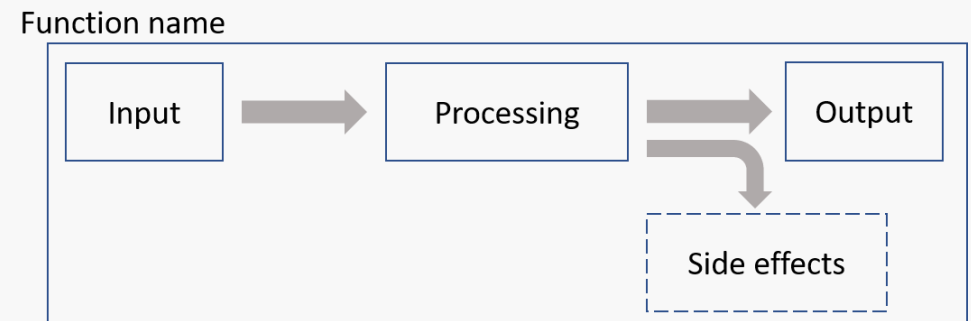 Function name
Input
Processing
Output
Side effects